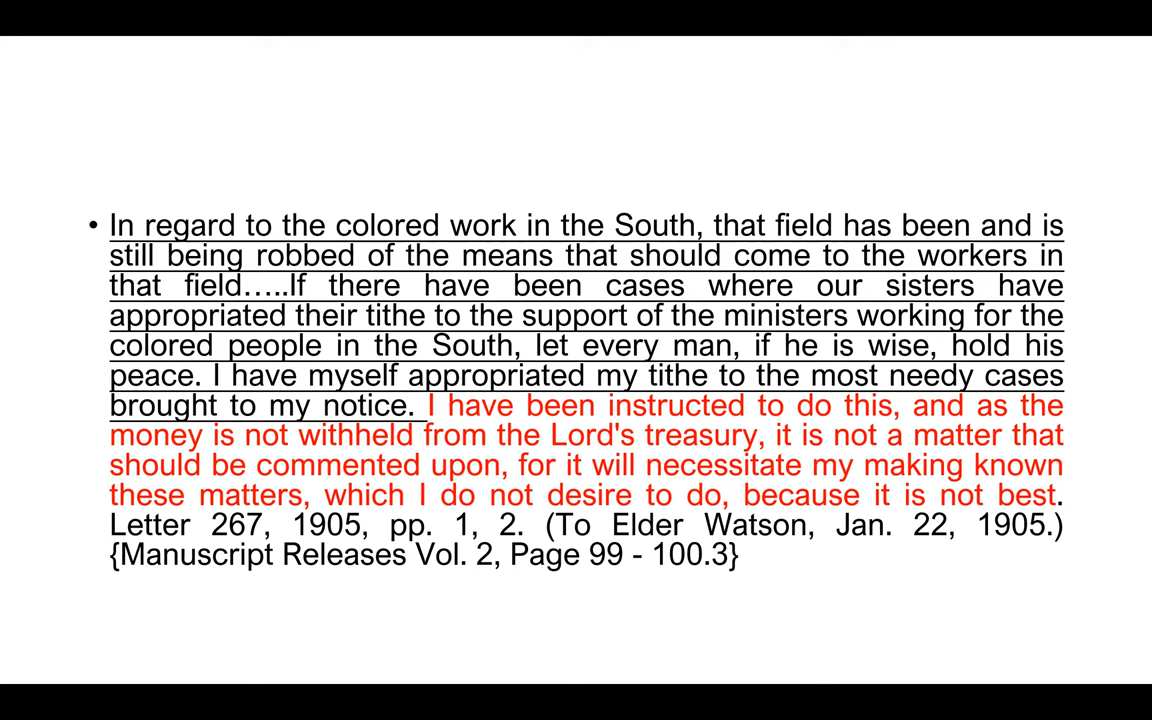 • In regard to the colored work in the South, that field has been and is
still being robbed of the means that should come to the workers in
that field…..If there have been cases where our sisters have
appropriated their tithe to the support of the ministers working for the
colored people in the South, let every man, if he is wise, hold his
peace. I have myself appropriated my tithe to the most needy cases
brought to my notice. I have been instructed to do this, and as the
money is not withheld from the Lord's treasury, it is not a matter that
should be commented upon, for it will necessitate my making known
these matters, which I do not desire to do, because it is not best.
Letter 267, 1905, pp. 1, 2. (To Elder Watson, Jan. 22, 1905.)
{Manuscript Releases Vol. 2, Page 99 - 100.3}